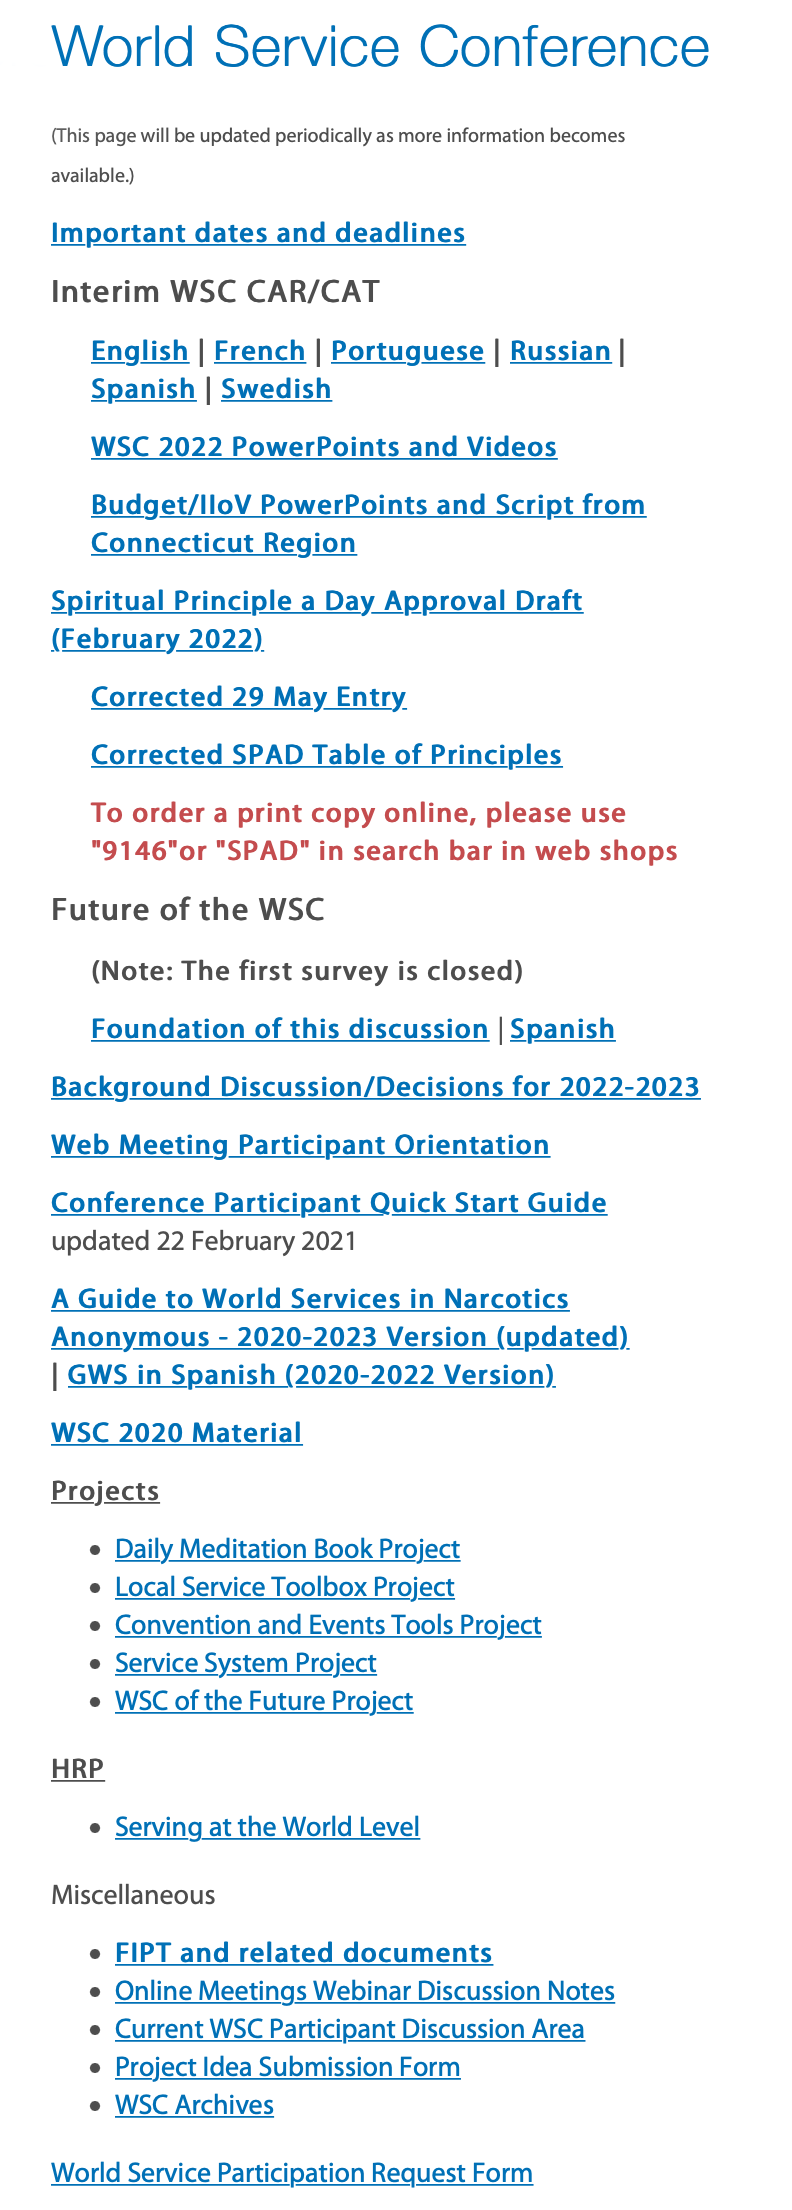 World Service Conference
(This page will be updated periodically as more information becomes
available.)
Important dates and deadlines
Interim WSC CAR/CAT
English | French | Portuguese | Russian |
Spanish | Swedish
WSC 2022 PowerPoints and Videos
Budget/IIoV PowerPoints and Script from
Connecticut Region
Spiritual Principle a Day Approval Draft
(February 2022)
Corrected 29 May Entry
Corrected SPAD Table of Principles
To order a print copy online, please use
"9146"or "SPAD" in search bar in web shops
Future of the WSC
(Note: The first survey is closed)
Foundation of this discussion | Spanish
Background Discussion/Decisions for 2022-2023
Web Meeting Participant Orientation
Conference Participant Quick Start Guide
updated 22 February 2021
A Guide to World Services in Narcotics
Anonymous - 2020-2023 Version (updated)
| GWS in Spanish (2020-2022 Version)
WSC 2020 Material
Projects
• Daily Meditation Book Project
• Local Service Toolbox Project
• Convention and Events Tools Project
• Service System Project
• WSC of the Future Project
HRP
• Serving at the World Level
Miscellaneous
• FIPT and related documents
• Online Meetings Webinar Discussion Notes
• Current WSC Participant Discussion Area
• Project Idea Submission Form
• WSC Archives
World Service Participation Request Form